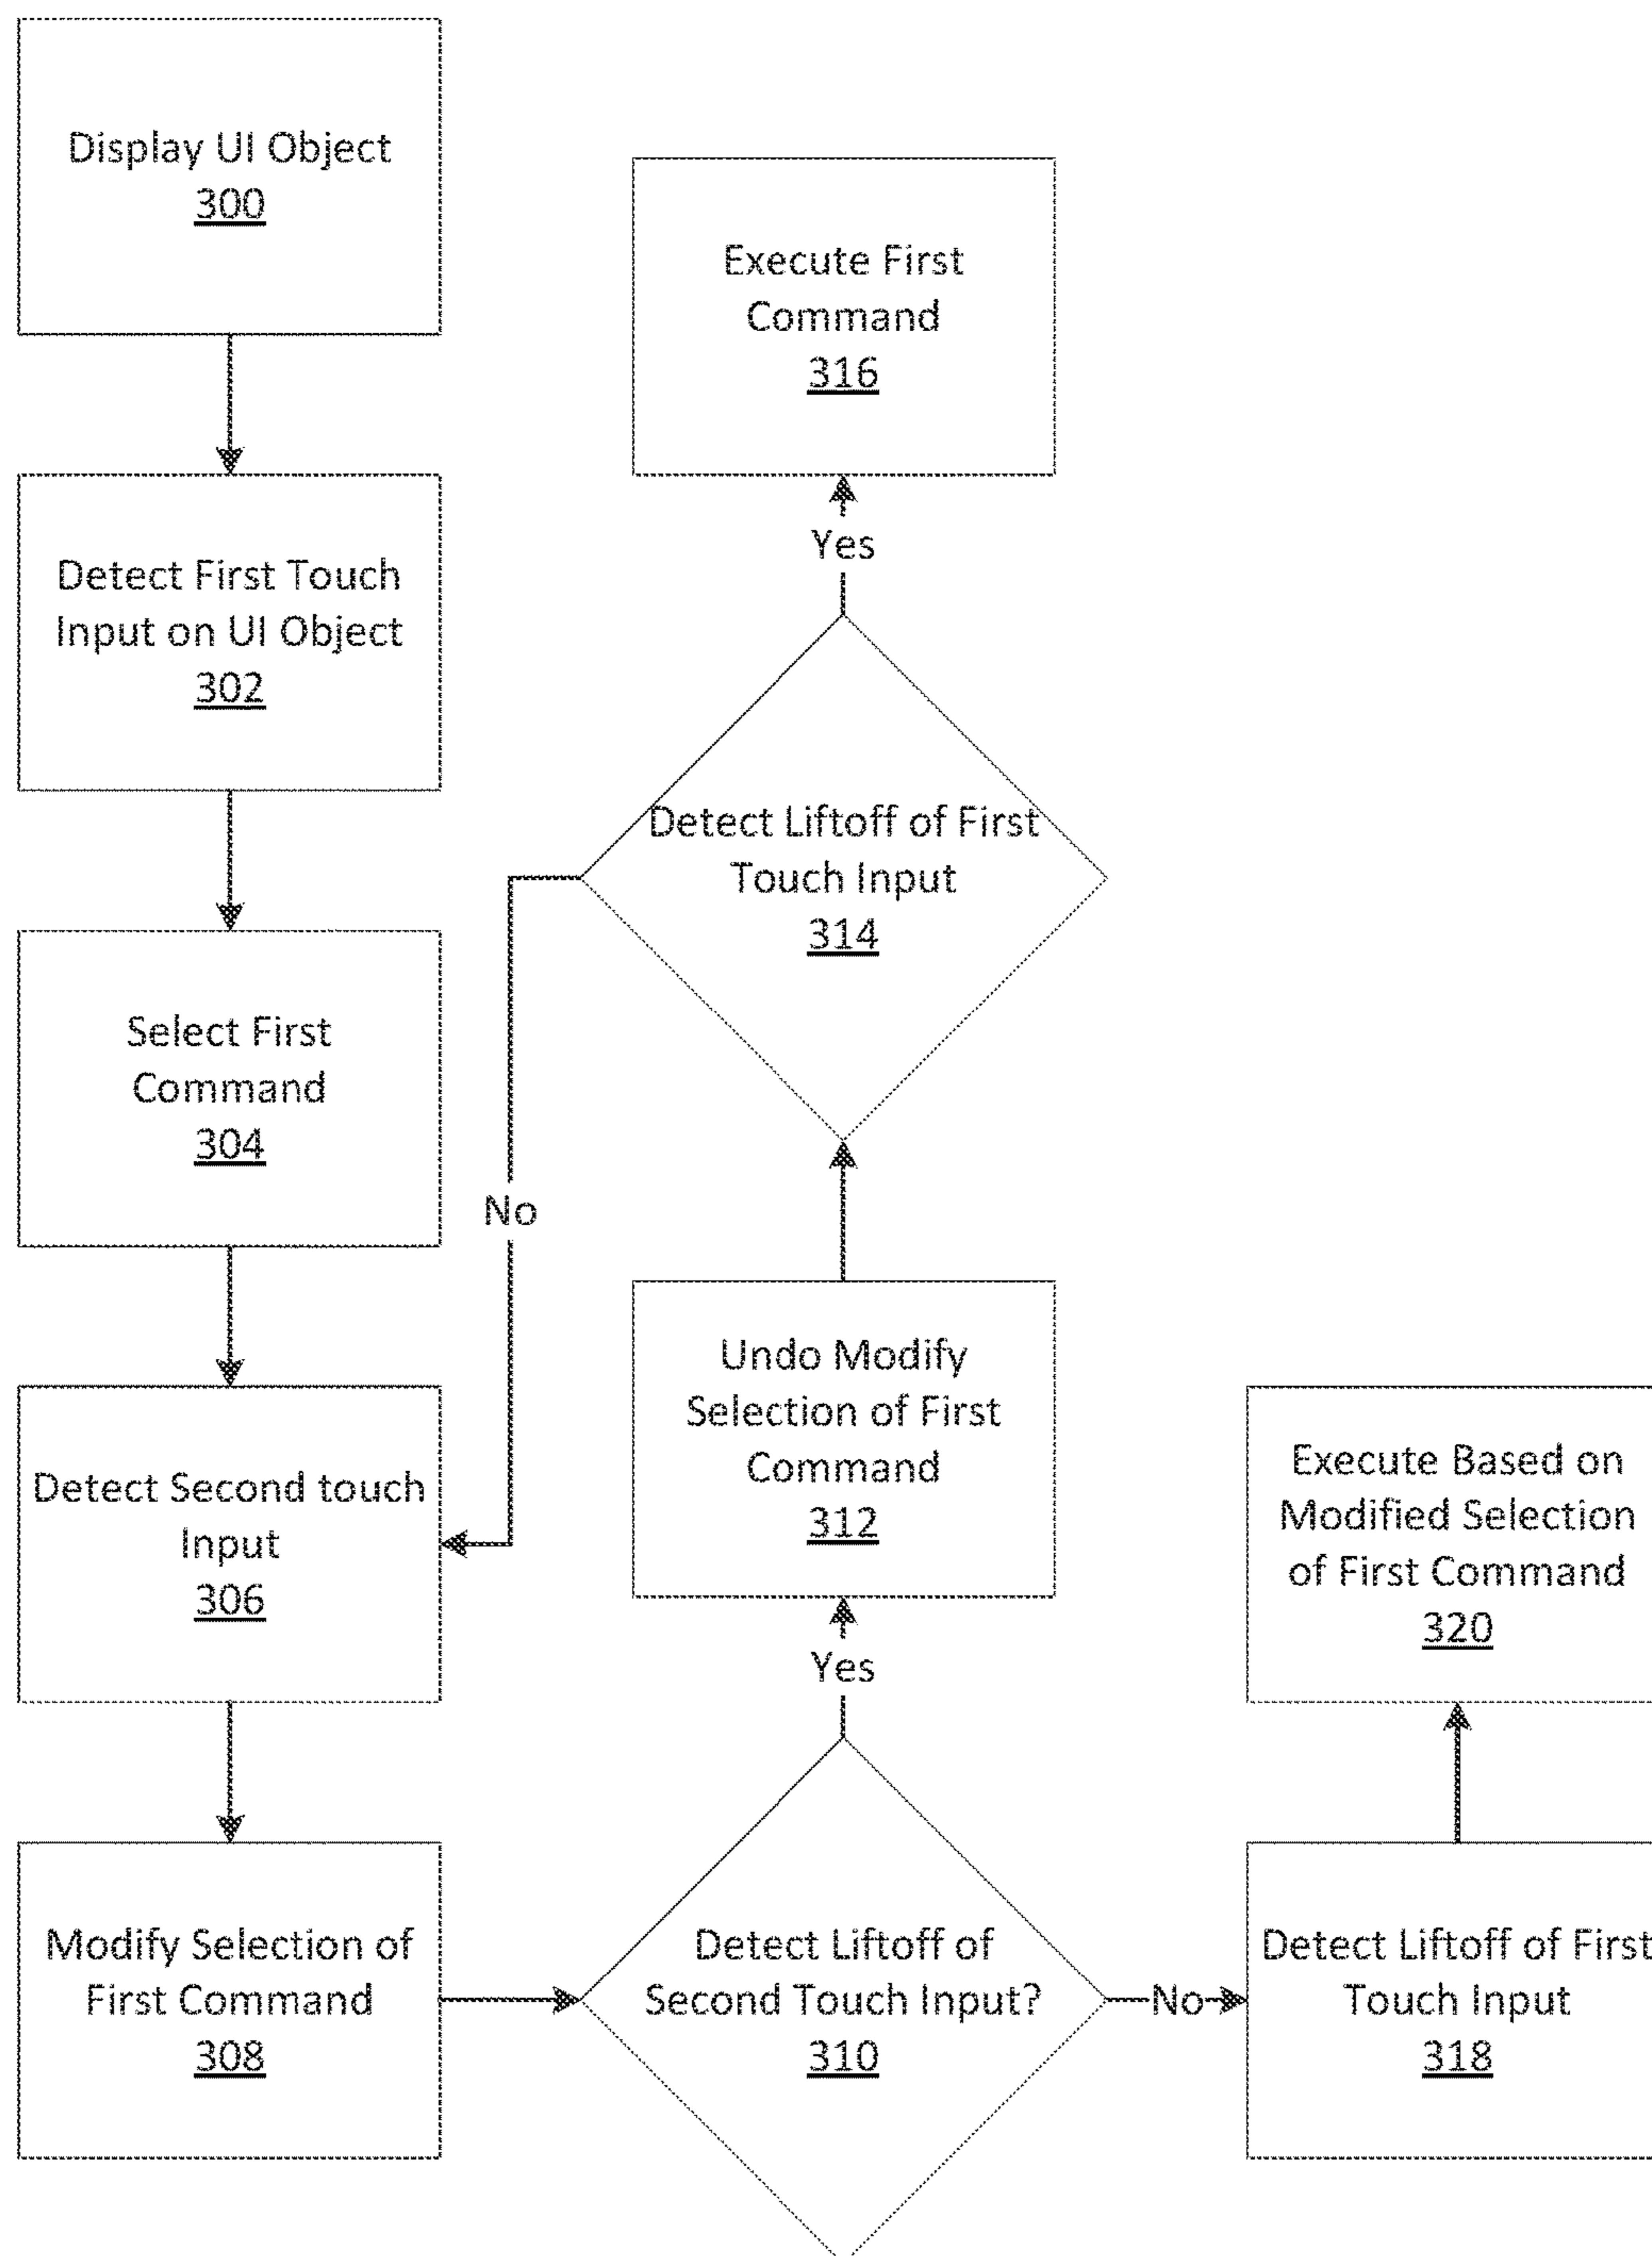 Display UI Object
300
Detect First Touch
Input on UI Object
302
Select First
Command
304
Detect Second touch
Input
306
Modify Selection of
First Command
308
Execute First
Command
316
Yes
Detect Liftoff of First
Touch Input
314
No
Undo Modify
Selection of First
Command
312
Yes
Detect Liftoff of
Second Touch Input?
310
No
Execute Based on
Modified Selection
of First Command
320
Detect Liftoff of First
Touch Input
318